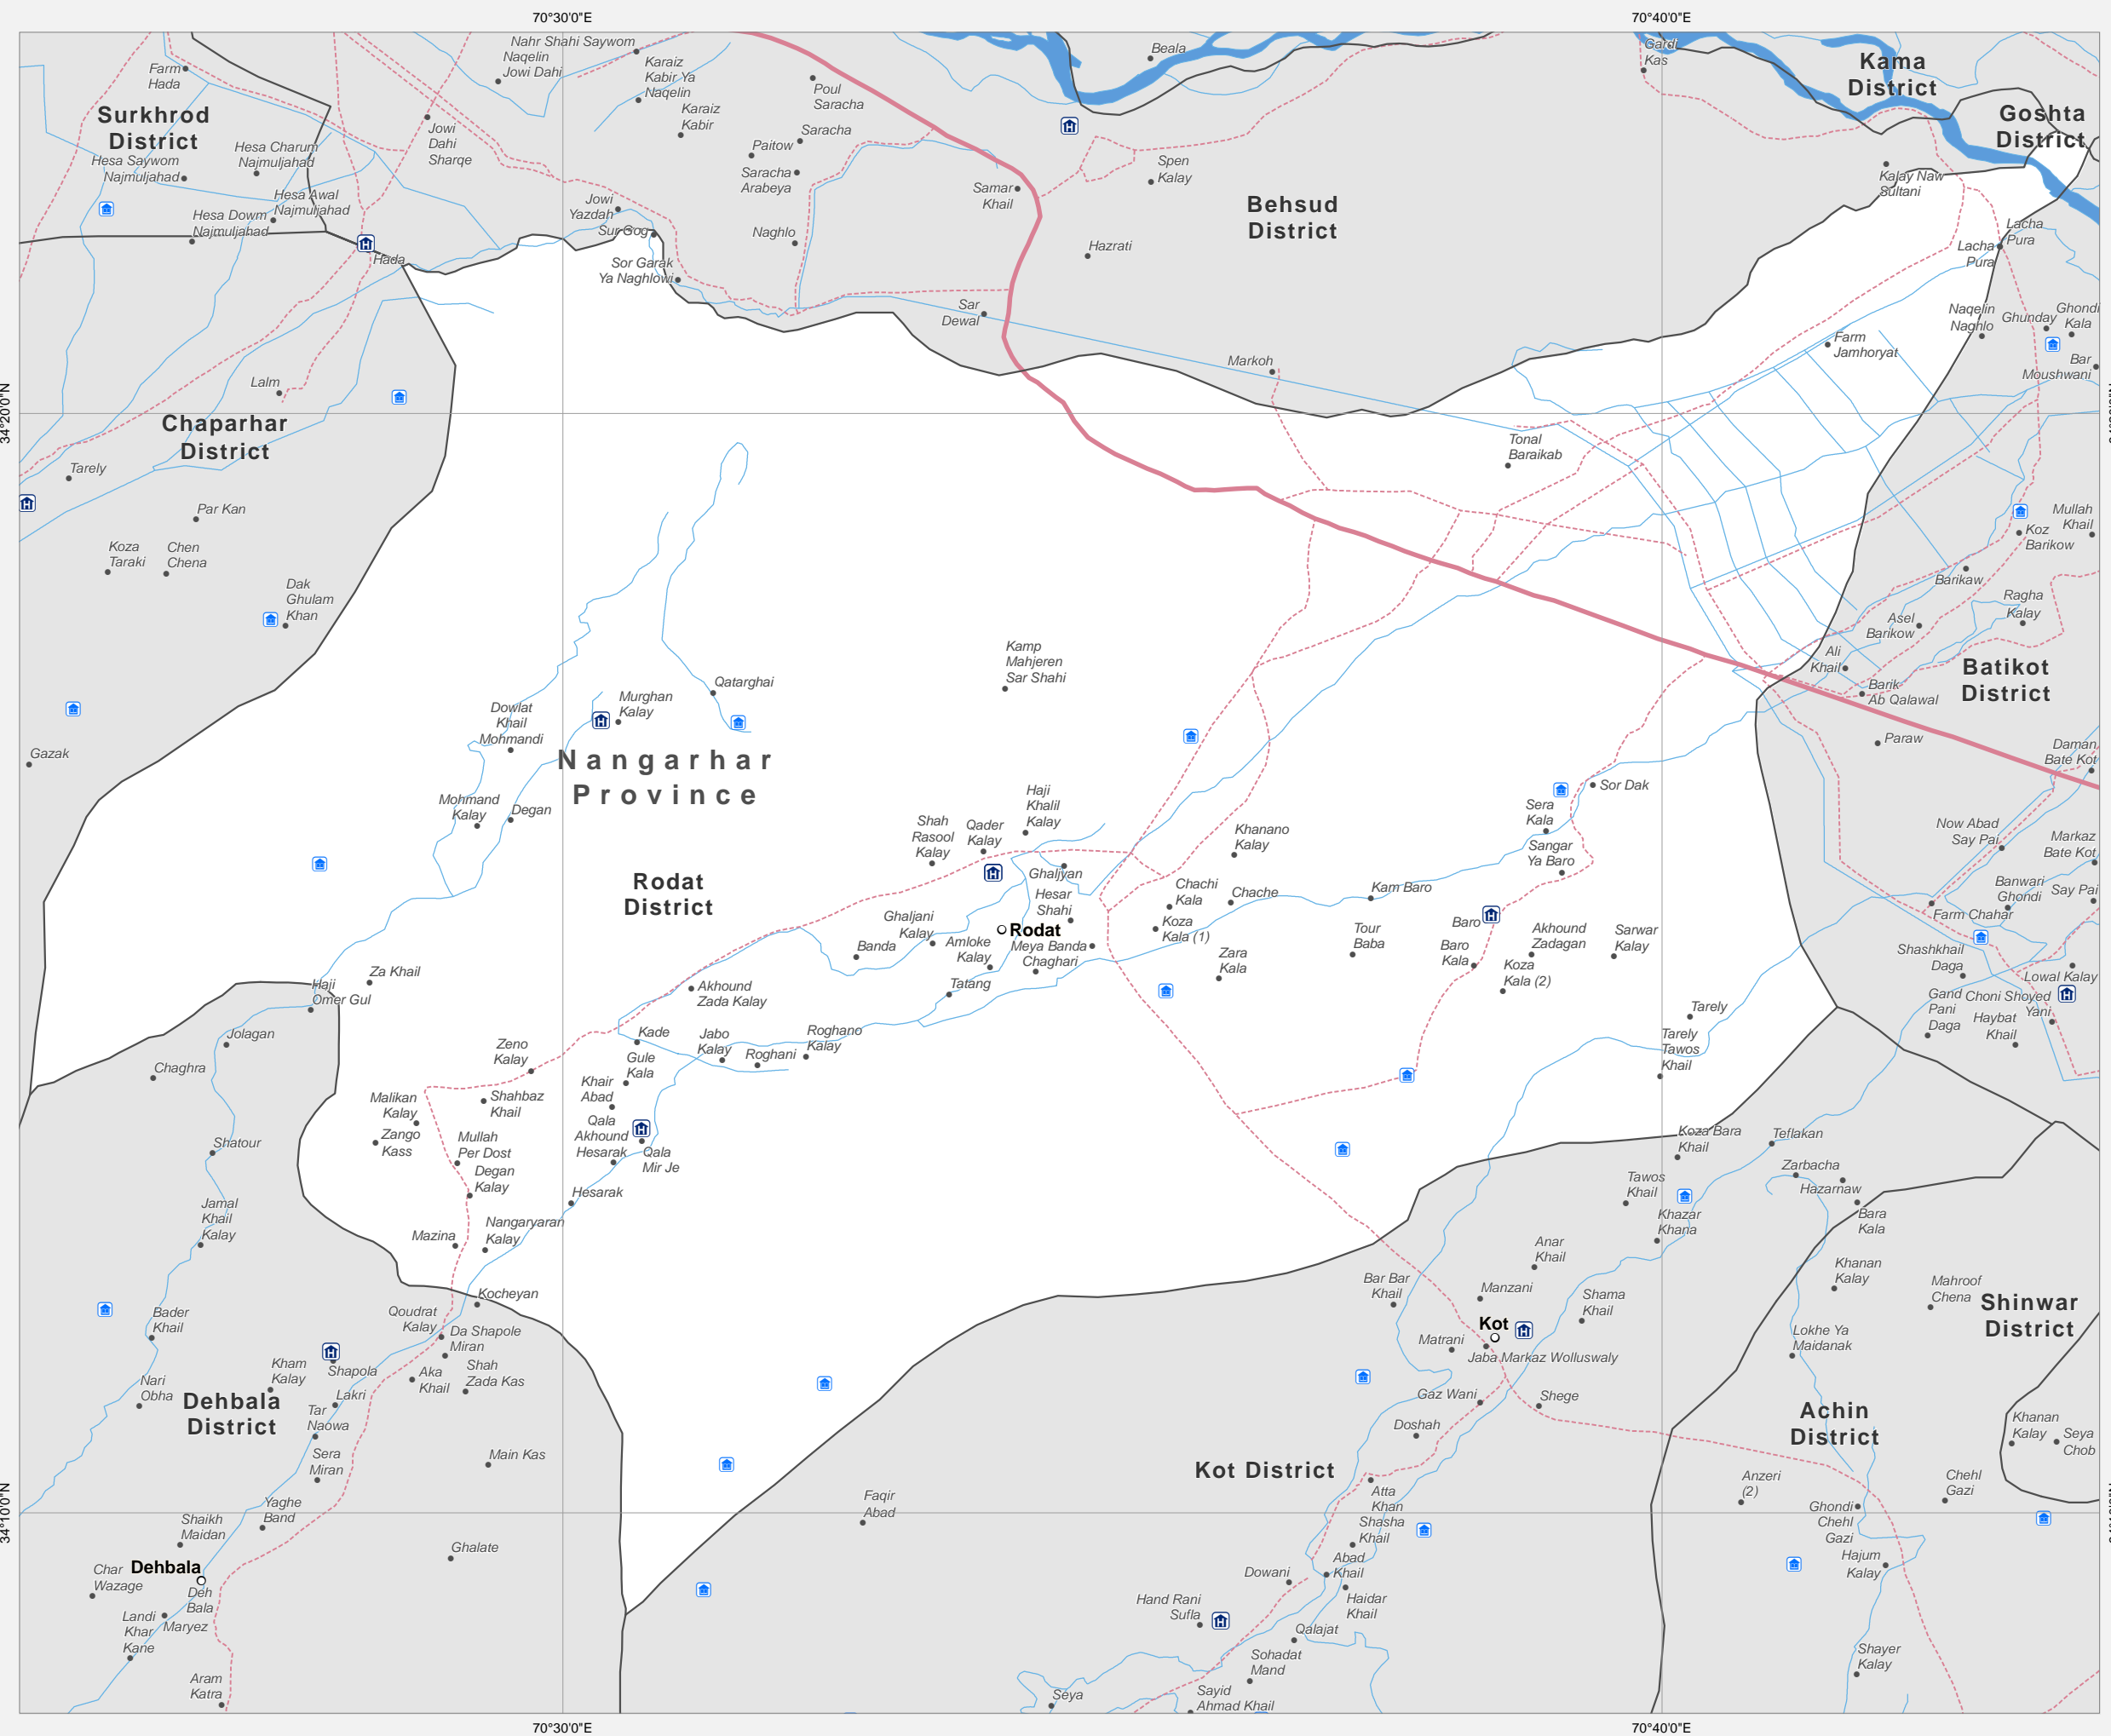 70°30'0"E
70°40'0"E
Nahr Shahi Saywom
Naqelin
Jowi Dahi
Karaiz
Kabir Ya
Naqelin
Karaiz
Kabir
Poul
Saracha
Saracha
Paitow
Saracha
Arabeya
Beala
Gardi
Kas
Kama
District
Goshta
District
Farm
Hada
Surkhrod
District
Hesa Saywom
Najmuljahad
Hesa Charum
Najmuljahad
Jowi
Dahi
Sharqe
Hesa Awal
Najmuljahad
Hesa Dowm
Najmuljahad
Hada
Jowi
Yazdah
Sur Gog
Sor Garak
Ya Naghlowi
Naghlo
Samar
Khail
Spen
Kalay
Behsud
District
Hazrati
Kalay Naw
Sultani
Lacha
Pura
Lacha
Pura
Sar
Dewal
Markoh
Naqelin
Naghlo
Ghunday
Ghondi
Kala
Bar
Moushwani
Farm
Jamhoryat
Lalm
34°20'0"N
Chaparhar
District
Tarely
Par Kan
Koza
Taraki
Chen
Chena
Dak
Ghulam
Khan
Gazak
Tonal
Baraikab
Mullah
Khail
Koz
Barikow
Barikaw
Ragha
Kalay
Asel
Barikow
Ali
Khail
Barik
Ab Qalawal
Batikot
District
Paraw
Daman
Bate Kot
Kamp
Mahjeren
Sar Shahi
Qatarghai
Murghan
Kalay
Dowlat
Khail
Mohmandi
Nangarhar
Province
Mohmand
Kalay
Degan
Haji
Khalil
Kalay
Shah
Rasool
Kalay
Qader
Kalay
Khanano
Kalay
Sor Dak
Sera
Kala
Sangar
Ya Baro
Now Abad
Say Pai
Markaz
Bate Kot
Rodat
District
Ghaljyan
Hesar
Shahi
Chachi
Kala
Chache
Kam Baro
Banwari
Ghondi
Say Pai
Farm Chahar
Ghaljani
Kalay
Rodat
Koza
Kala (1)
Baro
Banda
Amloke
Kalay
Meya Banda
Chaghari
Zara
Kala
Tour
Baba
Baro
Kala
Akhound
Zadagan
Sarwar
Kalay
Koza
Kala (2)
Shashkhail
Daga
Lowal Kalay
Tatang
Akhound
Zada Kalay
Za Khail
Haji
Omer Gul
Gand
Pani
Daga
Choni Shoyed
Yani
Haybat
Khail
Tarely
Tarely
Tawos
Khail
Jolagan
Chaghra
Zeno
Kalay
Kade
Jabo
Kalay
Roghani
Roghano
Kalay
Gule
Kala
Khair
Abad
Shahbaz
Khail
Malikan
Kalay
Zango
Kass
Mullah
Per Dost
Qala
Akhound
Hesarak
Qala
Mir Je
Degan
Kalay
Hesarak
Shatour
Jamal
Khail
Kalay
Mazina
Nangaryaran
Kalay
Koza Bara
Khail
Teflakan
Zarbacha
Hazarnaw
Tawos
Khail
Khazar
Khana
Bara
Kala
Anar
Khail
Khanan
Kalay
Mahroof
Chena
Shinwar
District
Bar Bar
Khail
Manzani
Shama
Khail
Kot
Matrani
Jaba Markaz Wolluswaly
Lokhe Ya
Maidanak
Kocheyan
Qoudrat
Kalay
Da Shapole
Miran
Bader
Khail
Shapola
Aka
Khail
Shah
Zada Kas
Kham
Kalay
Nari
Obha
Dehbala
District
Lakri
Tar
Naowa
Sera
Miran
Main Kas
Gaz Wani
Shege
Doshah
Achin
District
Khanan
Kalay
Seya
Chob
Kot District
Anzeri
(2)
Chehl
Gazi
Ghondi
Chehl
Gazi
Hajum
Kalay
Atta
Khan
Shasha
Khail
Abad
Khail
Faqir
Abad
34°10'0"N
Yaghe
Band
Shaikh
Maidan
Ghalate
Dehbala
Char
Wazage
Deh
Bala
Landi
Khar
Kane
Maryez
Dowani
Haidar
Khail
Hand Rani
Sufla
Qalajat
Sohadat
Mand
Shayer
Kalay
Aram
Katra
Seya
Sayid
Ahmad Khail
70°30'0"E
70°40'0"E